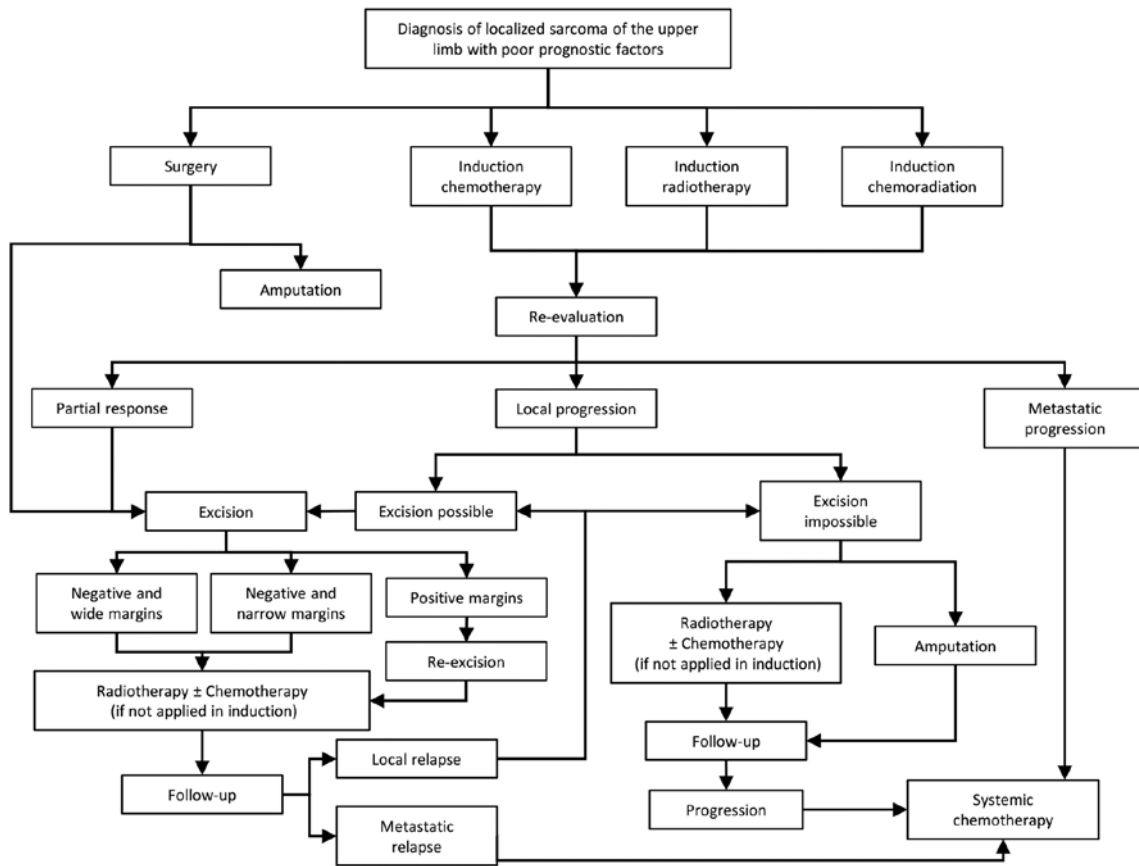 Diagnosis of localized sarcoma of the upper
limb with poor prognostic factors
Surgery
Induction
chemotherapy
Induction
radiotherapy
Induction
chemoradiation
Amputation
Re-evaluation
Partial response
Local progression
Metastatic
progression
Excision
Excision possible
Excision
impossible
Negative and
wide margins
Negative and
narrow margins
Positive margins
Radiotherapy
± Chemotherapy
(if not applied in induction)
Amputation
Re-excision
Radiotherapy ± Chemotherapy
(if not applied in induction)
Follow-up
Local relapse
Follow-up
Metastatic
relapse
Progression
Systemic
chemotherapy